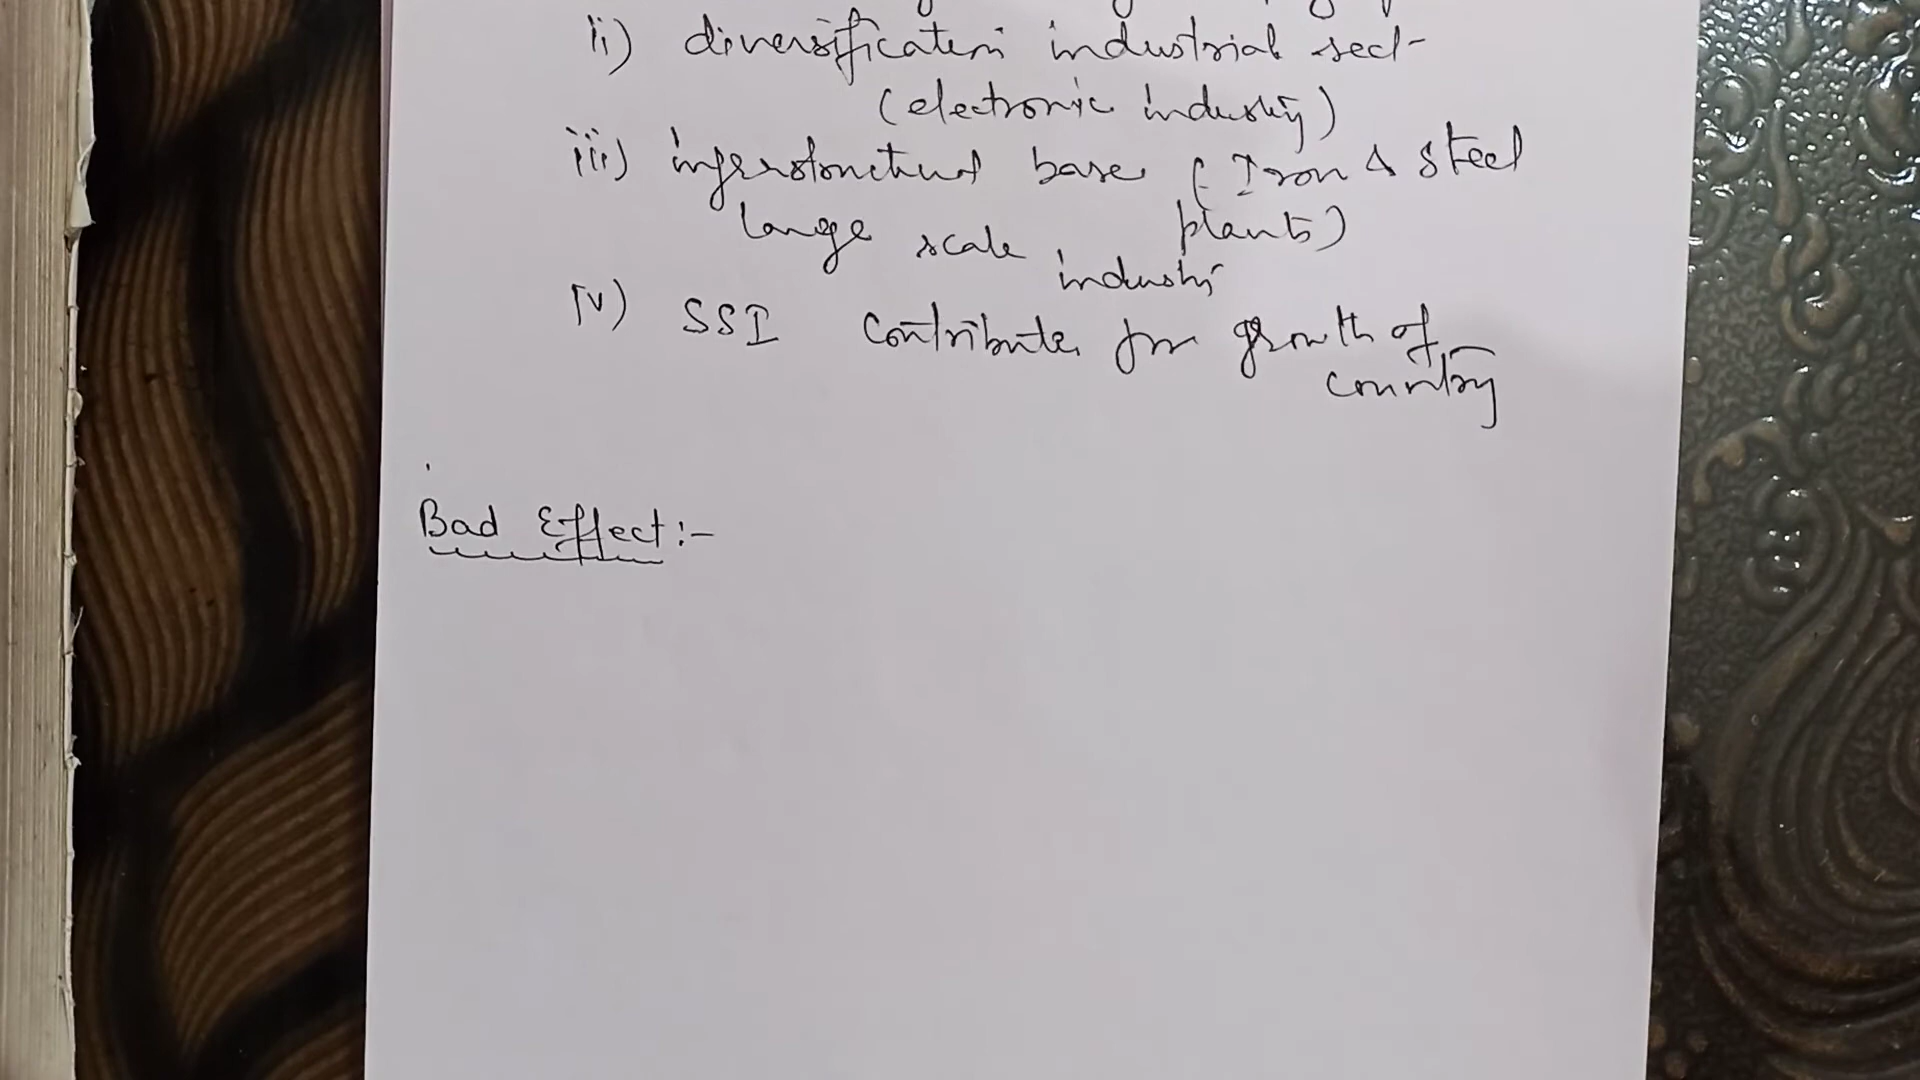 ii) diversification industrial sect-
(electronic industry)
iii) infrastructural base (Iron & steel
plants)
large scale industry
iv) SSI contributes for growth of
country
Bad Effect:-